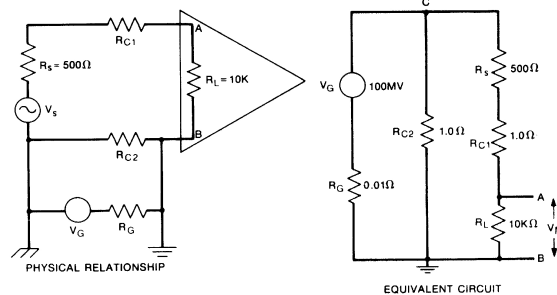 R_C1
A
R_s = 500Ω
R_L = 10K
V_s
B
R_C2
V_G
R_G
PHYSICAL RELATIONSHIP
C
R_s
500Ω
V_G
100MV
R_C2
1.0Ω
R_C1
1.0Ω
R_G
0.01Ω
A
R_L
10KΩ
B
EQUIVALENT CIRCUIT